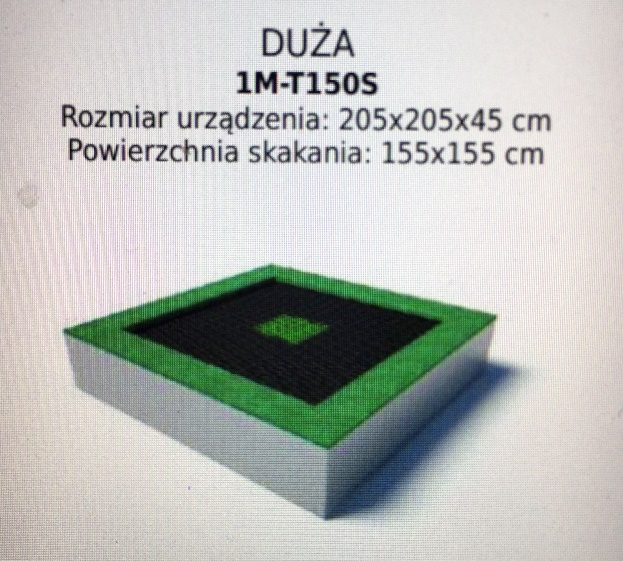 DUŻA
1M-T150S
Rozmiar urządzenia: 205x205x45 cm
Powierzchnia skakania: 155x155 cm